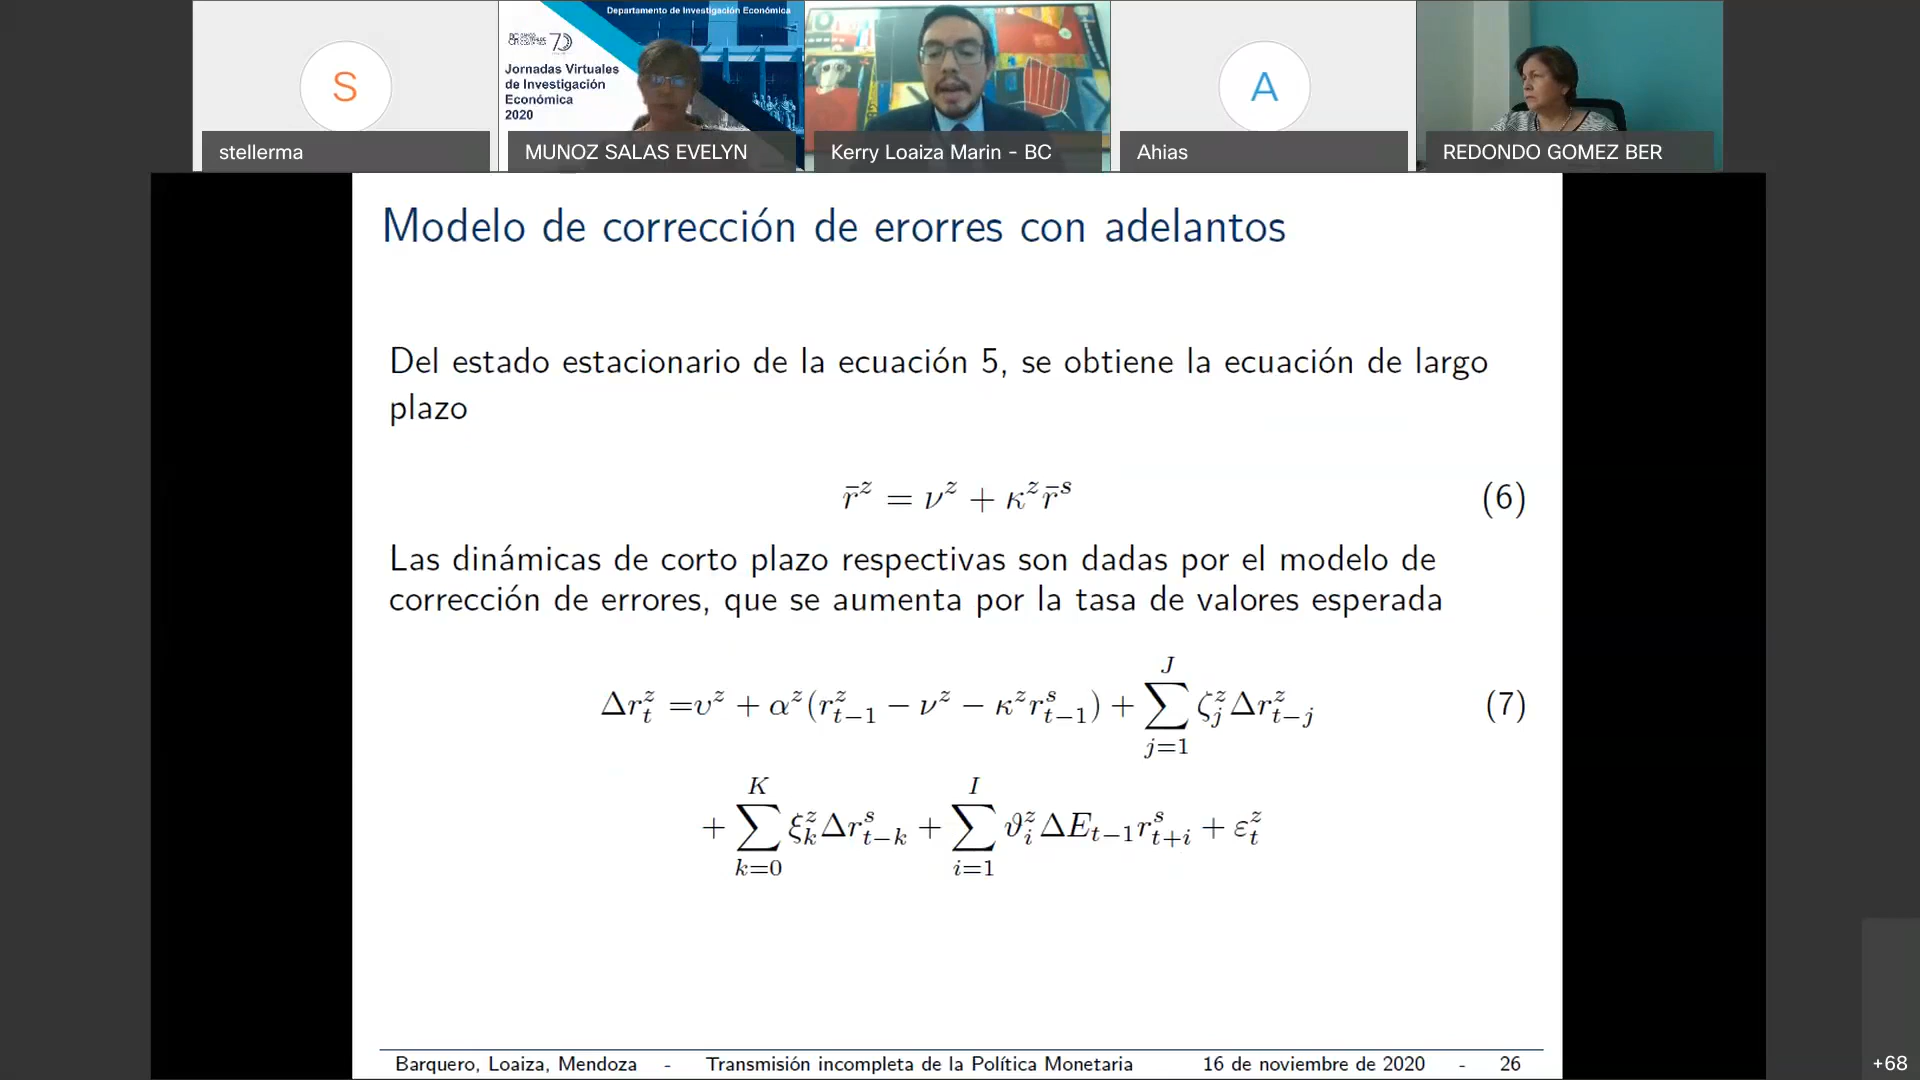 Departamento de Investigación Económica
70
Jornadas Virtuales
de Investigación
Económica
2020
S
A
stellerma
MUNOZ SALAS EVELYN
Kerry Loaiza Marin - BC
Ahias
REDONDO GOMEZ BER
Modelo de corrección de erorres con adelantos
Del estado estacionario de la ecuación 5, se obtiene la ecuación de largo
plazo
r̄^z = ν^z + κ^z r̄^s (6)
Las dinámicas de corto plazo respectivas son dadas por el modelo de
corrección de errores, que se aumenta por la tasa de valores esperada
Δr_t^z =υ^z + α^z(r_{t−1}^z − ν^z − κ^z r_{t−1}^s) + ∑_{j=1}^{J} ζ_j^z Δr_{t−j}^z (7)
+ ∑_{k=0}^{K} ξ_k^z Δr_{t−k}^s + ∑_{i=1}^{I} ϑ_i^z ΔE_{t−1} r_{t+i}^s + ε_t^z
Barquero, Loaiza, Mendoza - Transmisión incompleta de la Política Monetaria 16 de noviembre de 2020 - 26
+68